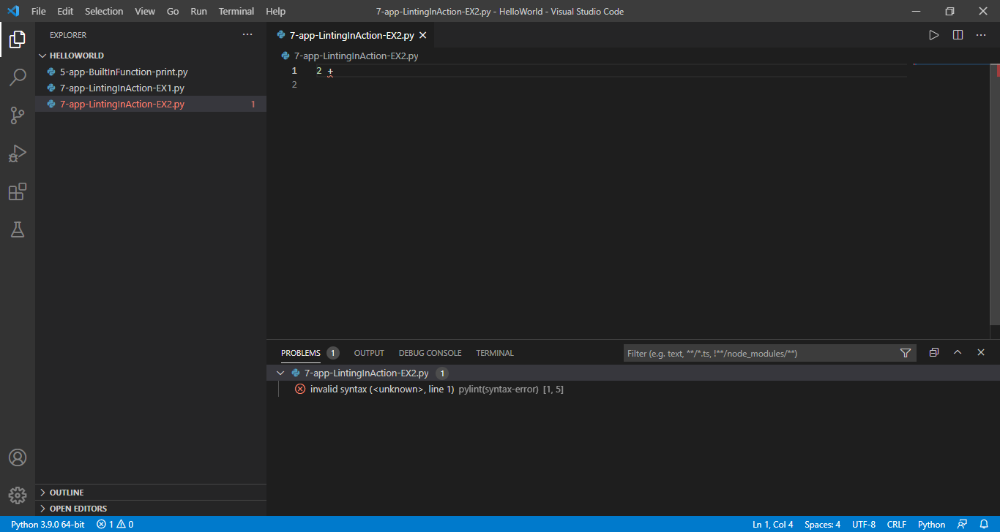 File Edit Selection View Go Run Terminal Help 7-app-LintingInAction-EX2.py - HelloWorld - Visual Studio Code
EXPLORER
HELLOWORLD
5-app-BuiltInFunction-print.py
7-app-LintingInAction-EX1.py
7-app-LintingInAction-EX2.py 1
OUTLINE
OPEN EDITORS
7-app-LintingInAction-EX2.py
7-app-LintingInAction-EX2.py
1 2 +
2
PROBLEMS 1 OUTPUT DEBUG CONSOLE TERMINAL Filter (e.g. text, **/*.ts, !**/node_modules/**)
7-app-LintingInAction-EX2.py 1
invalid syntax (<unknown>, line 1) pylint(syntax-error) [1, 5]
Python 3.9.0 64-bit 1 0 Ln 1, Col 4 Spaces: 4 UTF-8 CRLF Python